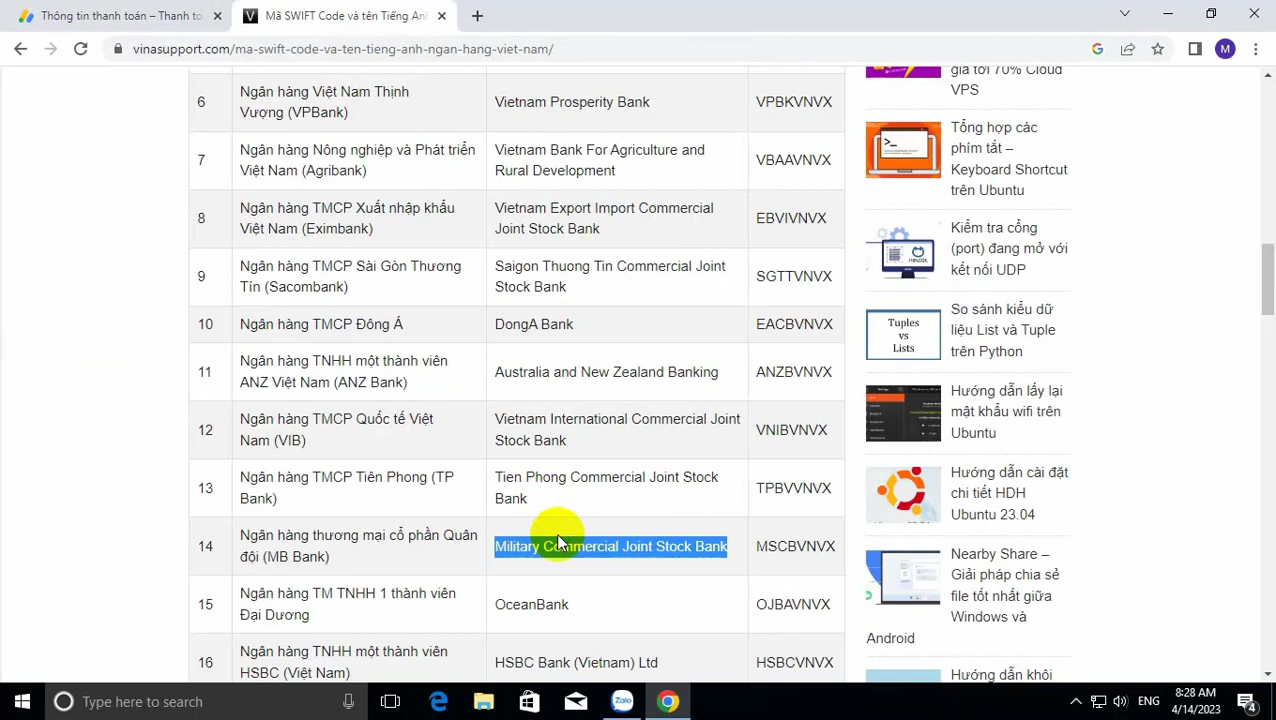 Thông tin thanh toán – Thanh to
Mã SWIFT Code và tên Tiếng Anh
vinasupport.com/ma-swift-code-va-ten-tieng-anh-ngan-hang-viet-nam/
M
6
Ngân hàng Việt Nam Thịnh
Vượng (VPBank)
Vietnam Prosperity Bank
VPBKVNVX
7
Ngân hàng Nông nghiệp và Phát triển
Việt Nam (Agribank)
Vietnam Bank For Agriculture and
Rural Development
VBAAVNVX
8
Ngân hàng TMCP Xuất nhập khẩu
Việt Nam (Eximbank)
Vietnam Export Import Commercial
Joint Stock Bank
EBVIVNVX
9
Ngân hàng TMCP Sài Gòn Thương
Tín (Sacombank)
Saigon Thuong Tin Commercial Joint
Stock Bank
SGTTVNVX
10
Ngân hàng TMCP Đông Á
DongA Bank
EACBVNVX
11
Ngân hàng TNHH một thành viên
ANZ Việt Nam (ANZ Bank)
Australia and New Zealand Banking
ANZBVNVX
12
Ngân hàng TMCP Quốc tế Việt
Nam (VIB)
Vietnam International Commercial Joint
Stock Bank
VNIBVNVX
13
Ngân hàng TMCP Tiên Phong (TP
Bank)
Tien Phong Commercial Joint Stock
Bank
TPBVVNVX
14
Ngân hàng thương mại cổ phần Quân
đội (MB Bank)
Military Commercial Joint Stock Bank
MSCBVNVX
15
Ngân hàng TM TNHH 1 thành viên
Đại Dương
OceanBank
OJBAVNVX
16
Ngân hàng TNHH một thành viên
HSBC (Việt Nam)
HSBC Bank (Vietnam) Ltd
HSBCVNVX
giá tới 70% Cloud
VPS
Tổng hợp các
phím tắt –
Keyboard Shortcut
trên Ubuntu
Kiểm tra cổng
(port) đang mở với
kết nối UDP
Tuples
vs
Lists
So sánh kiểu dữ
liệu List và Tuple
trên Python
Hướng dẫn lấy lại
mật khẩu wifi trên
Ubuntu
Hướng dẫn cài đặt
chi tiết HDH
Ubuntu 23.04
Nearby Share –
Giải pháp chia sẻ
file tốt nhất giữa
Windows và
Android
Hướng dẫn khôi
Type here to search
Zalo
ENG
8:28 AM
4/14/2023
4